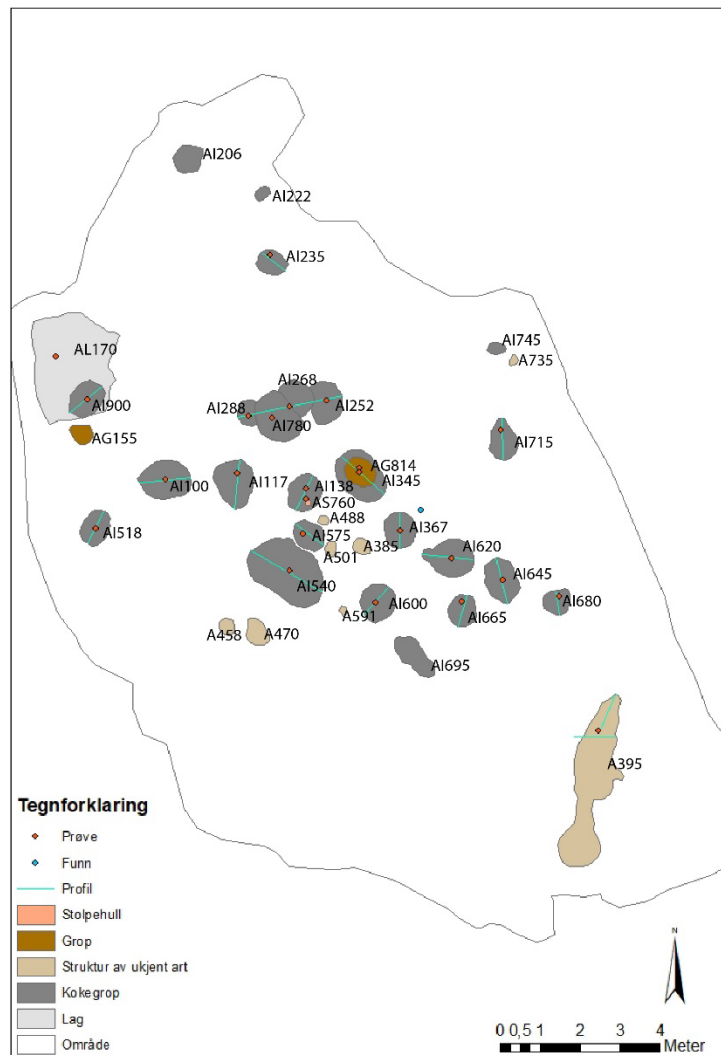 AI206
AI222
AI235
AI745
A735
AL170
AI268
AI900
AI288
AI252
AI780
AI715
AG155
AG814
AI345
AI100
AI117
AI138
AS760
A488
AI518
AI575
A385
AI367
A501
AI620
AI540
AI645
AI600
AI680
A591
AI665
A458
A470
AI695
A395
Tegnforklaring
Prøve
Funn
Profil
Stolpehull
Grop
Struktur av ukjent art
Kokegrop
Lag
Område
N
0 0,5 1 2 3 4
Meter